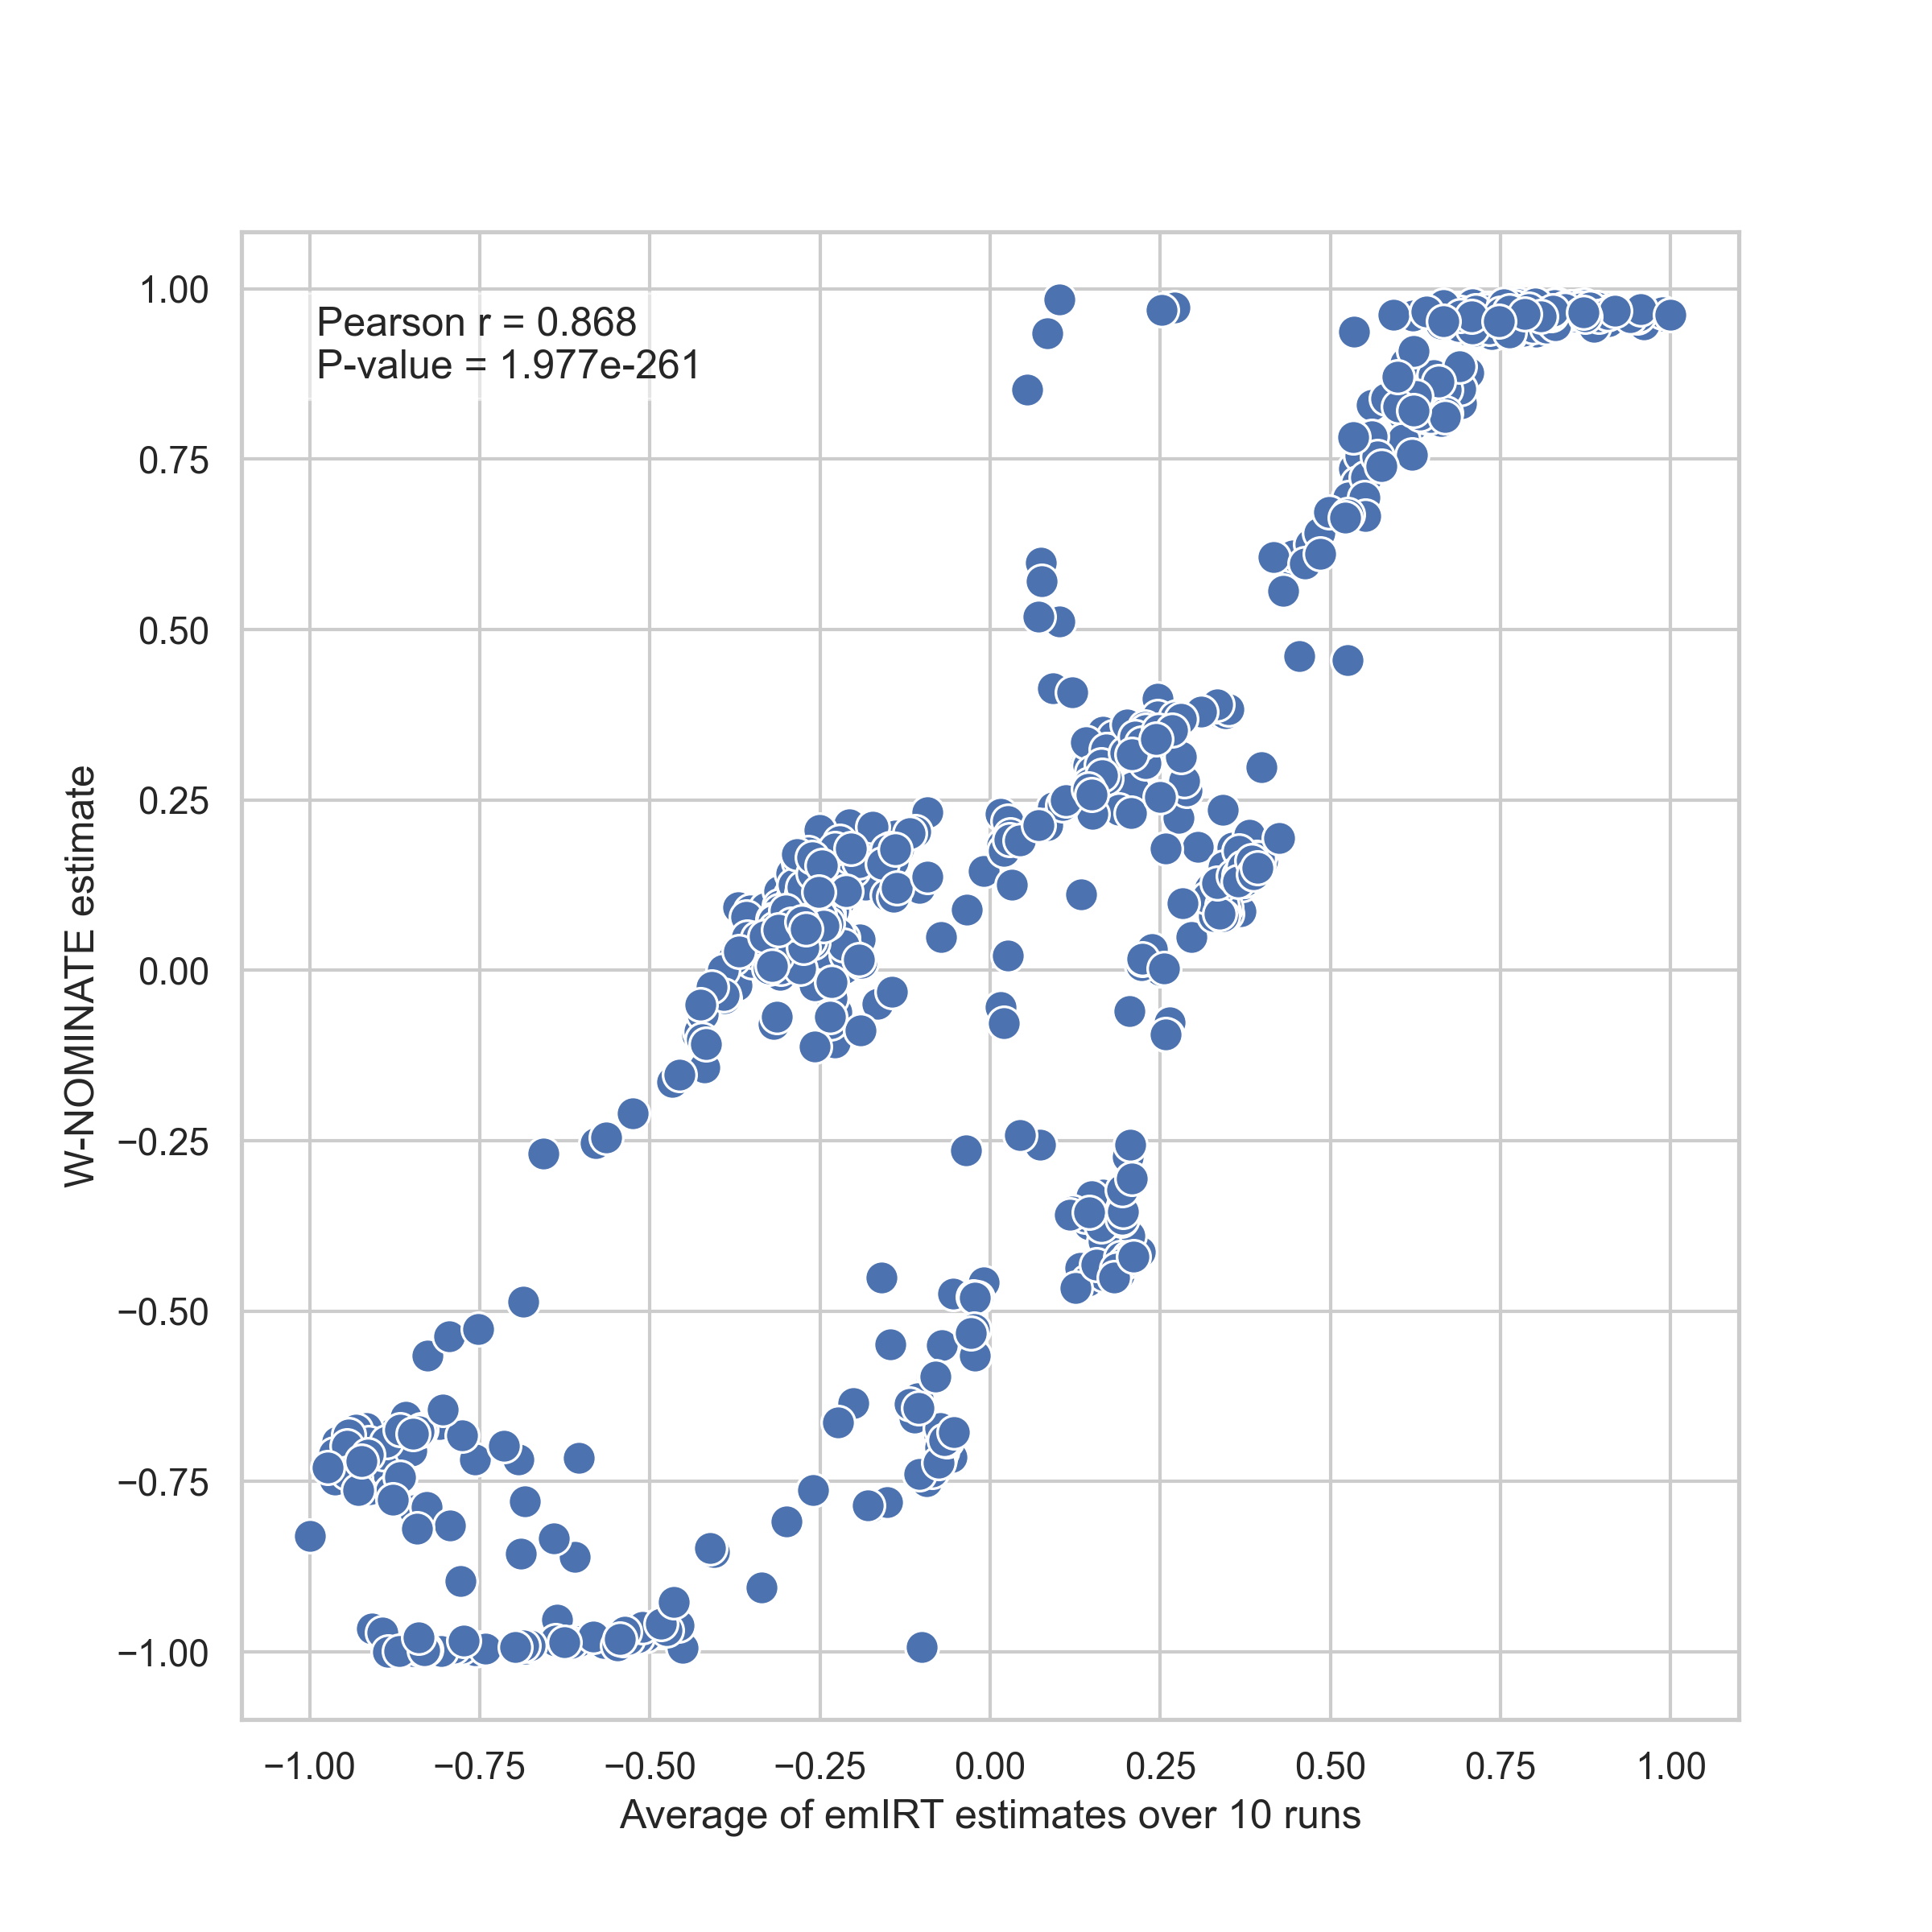 Pearson r = 0.868
P-value = 1.977e-261
1.00
0.75
0.50
0.25
0.00
−0.25
−0.50
−0.75
−1.00
W-NOMINATE estimate
−1.00 −0.75 −0.50 −0.25 0.00 0.25 0.50 0.75 1.00
Average of emIRT estimates over 10 runs